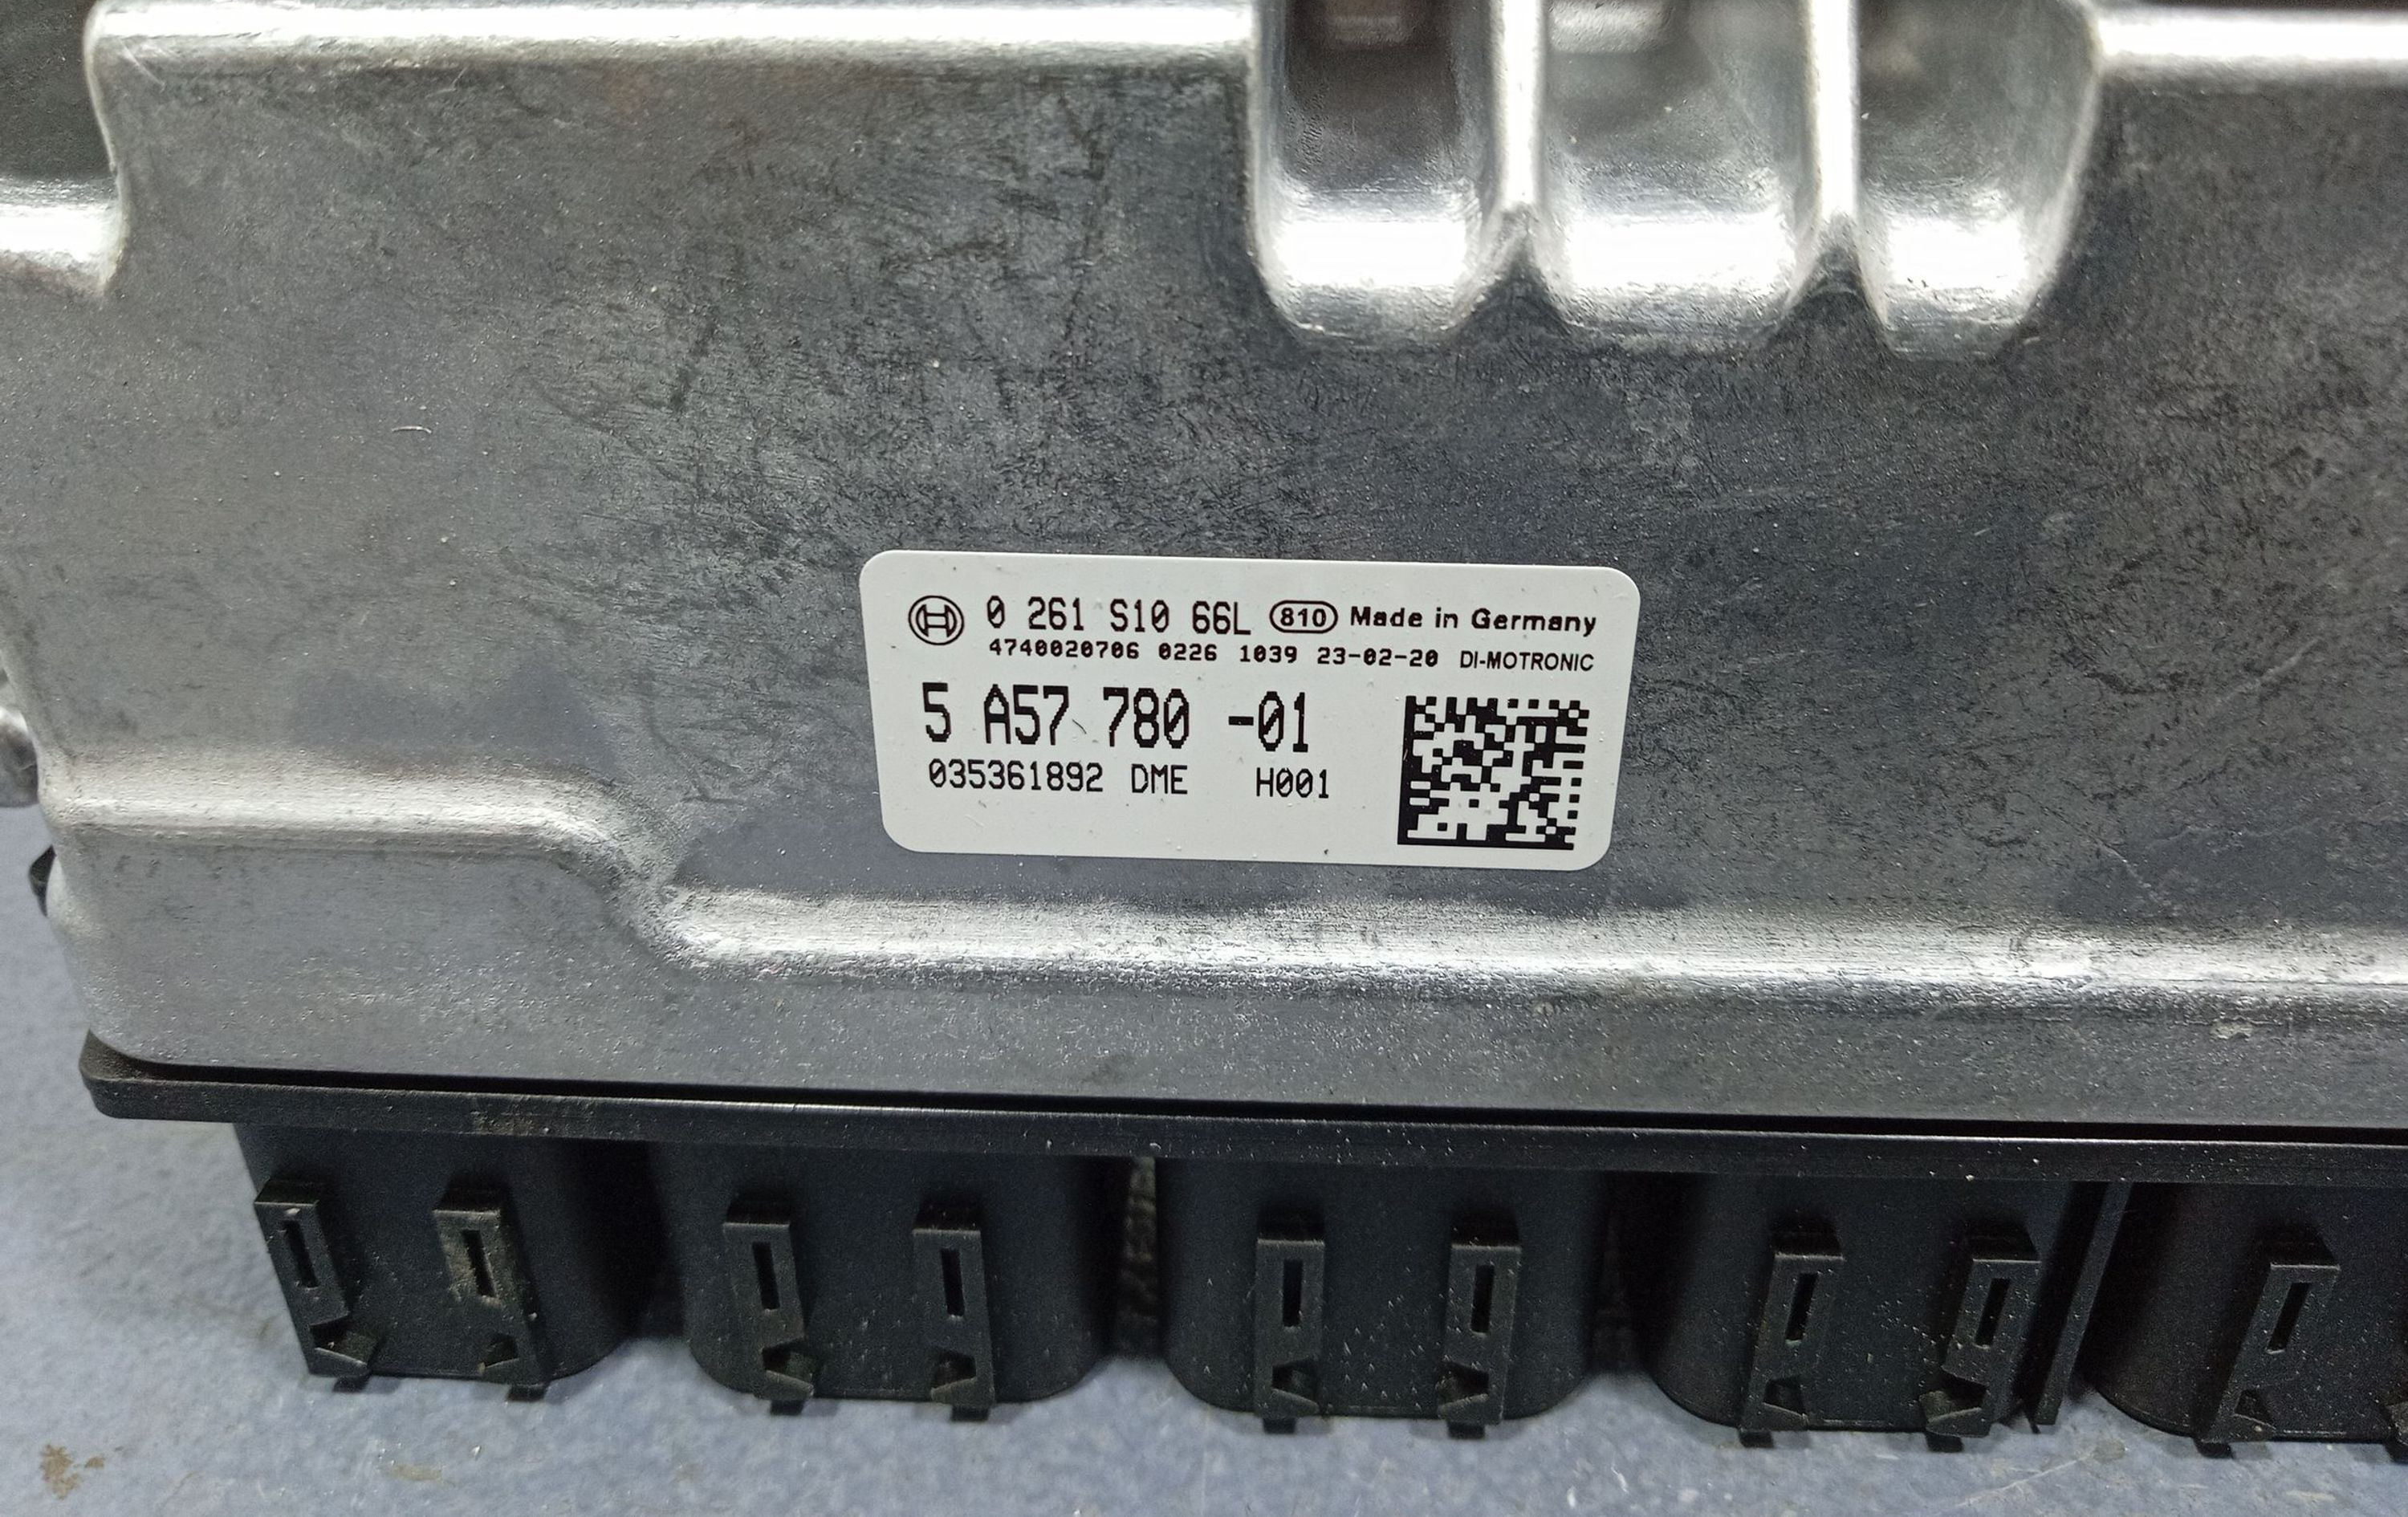 0 261 S10 66L 810 Made in Germany
4740020706 0226 1039 23-02-20 DI-MOTRONIC
5 A57 780 -01
035361892 DME H001